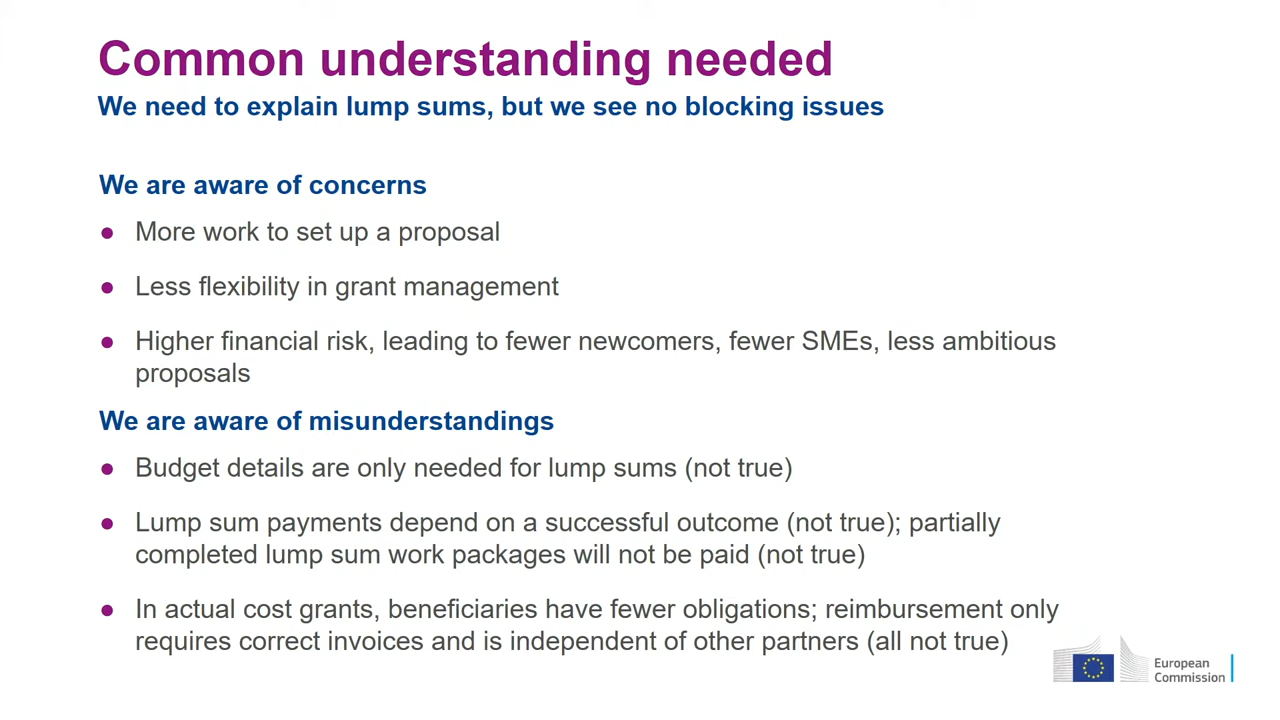 Common understanding needed
We need to explain lump sums, but we see no blocking issues
We are aware of concerns
● More work to set up a proposal
● Less flexibility in grant management
● Higher financial risk, leading to fewer newcomers, fewer SMEs, less ambitious
proposals
We are aware of misunderstandings
● Budget details are only needed for lump sums (not true)
● Lump sum payments depend on a successful outcome (not true); partially
completed lump sum work packages will not be paid (not true)
● In actual cost grants, beneficiaries have fewer obligations; reimbursement only
requires correct invoices and is independent of other partners (all not true)
European
Commission